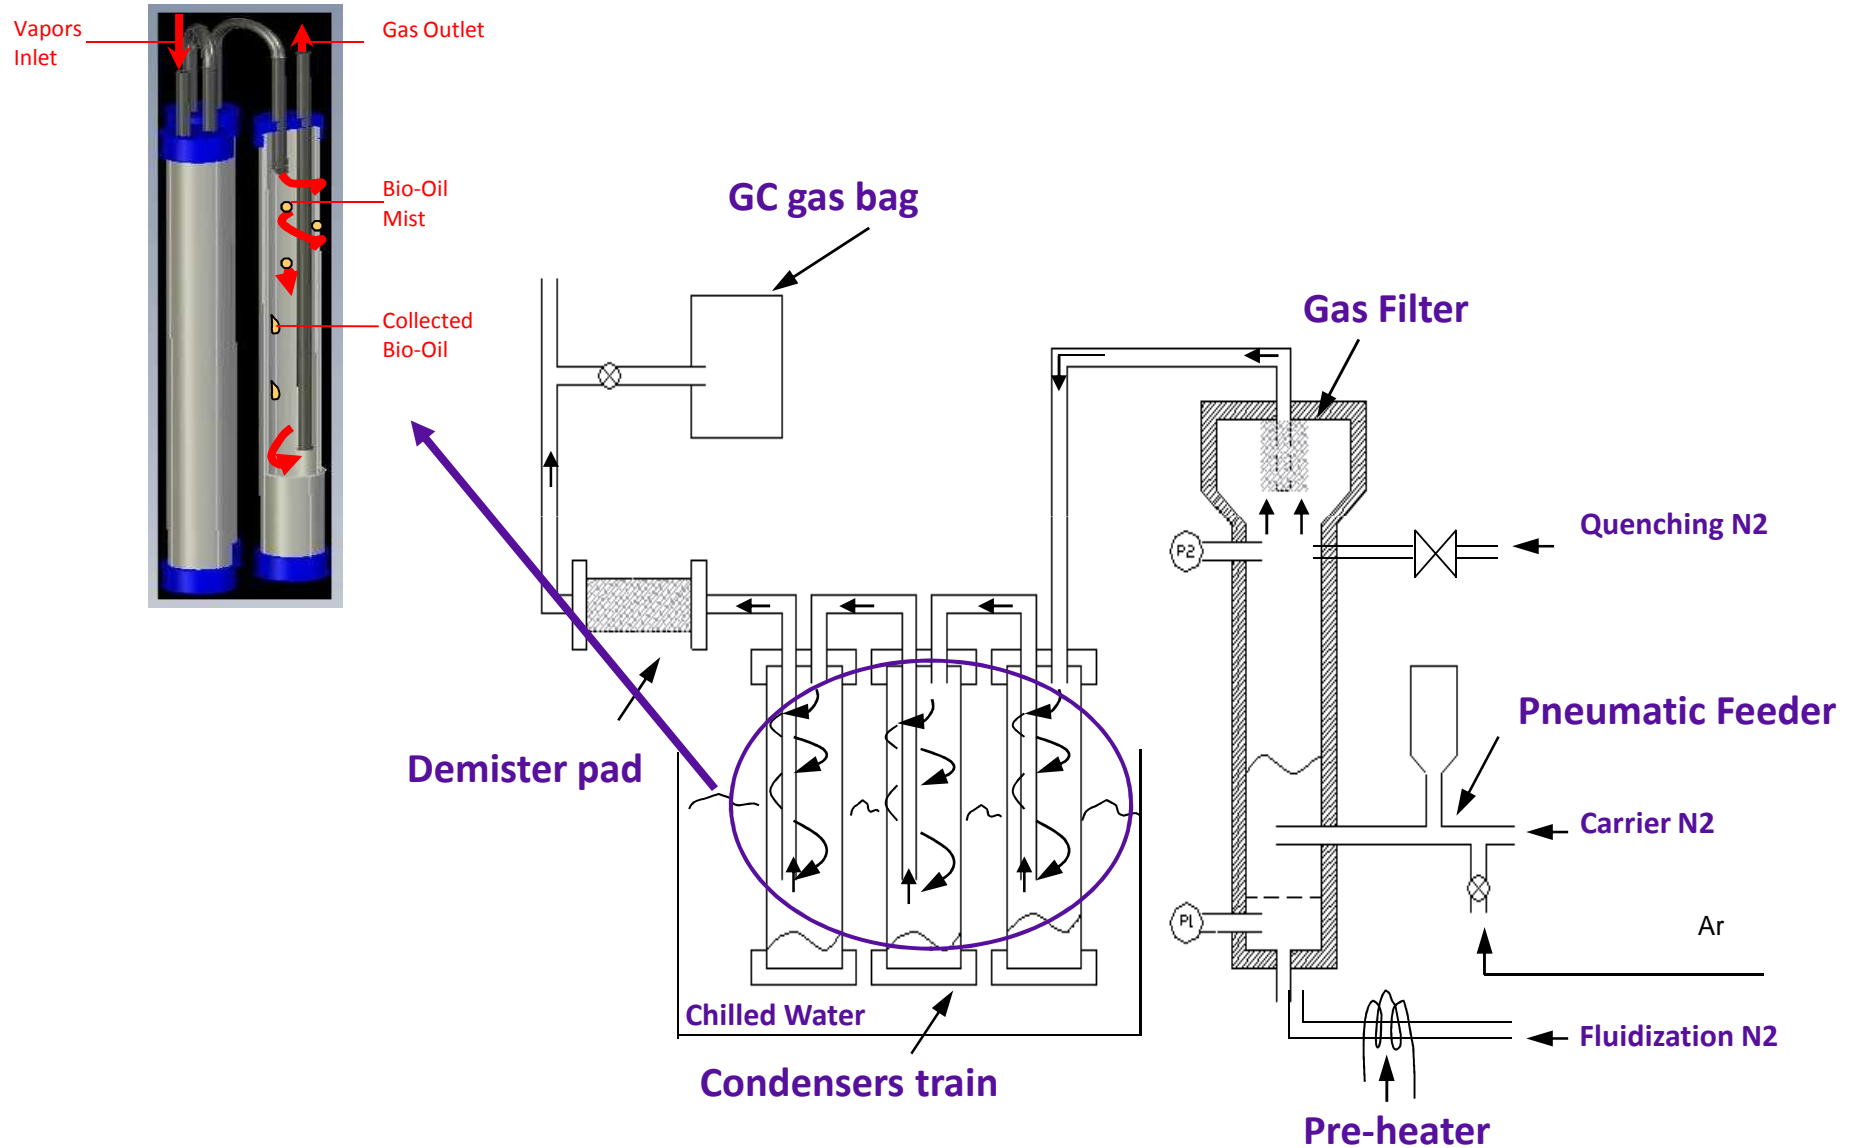 Vapors
Inlet
Gas Outlet
Bio-Oil
Mist
Collected
Bio-Oil
GC gas bag
Gas Filter
Quenching N2
P2
Pneumatic Feeder
Demister pad
Carrier N2
P1
Ar
Chilled Water
Fluidization N2
Condensers train
Pre-heater